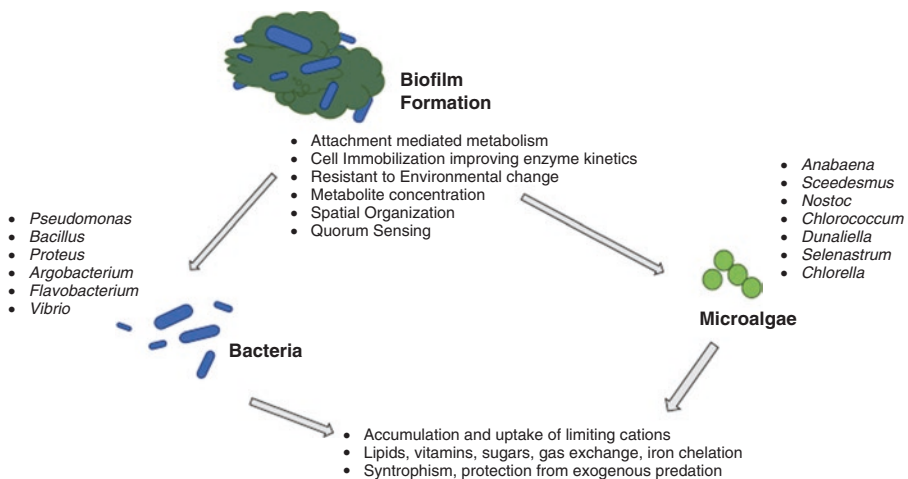 Biofilm
Formation
• Attachment mediated metabolism
• Cell Immobilization improving enzyme kinetics
• Resistant to Environmental change
• Metabolite concentration
• Spatial Organization
• Quorum Sensing
• Pseudomonas
• Bacillus
• Proteus
• Argobacterium
• Flavobacterium
• Vibrio
Bacteria
• Anabaena
• Sceedesmus
• Nostoc
• Chlorococcum
• Dunaliella
• Selenastrum
• Chlorella
Microalgae
• Accumulation and uptake of limiting cations
• Lipids, vitamins, sugars, gas exchange, iron chelation
• Syntrophism, protection from exogenous predation